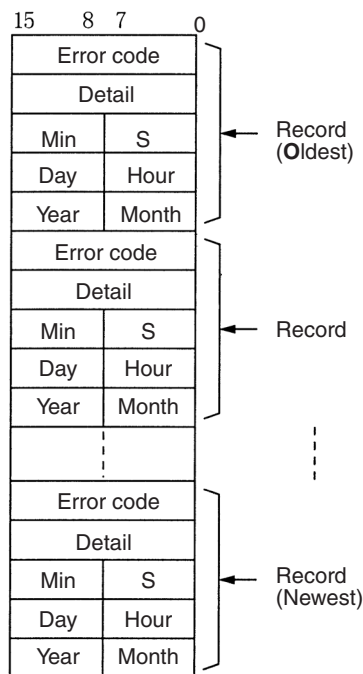 15 8 7 0
Error code
Detail
Min S
Day Hour
Year Month
Record
(Oldest)
Error code
Detail
Min S
Day Hour
Year Month
Record
Error code
Detail
Min S
Day Hour
Year Month
Record
(Newest)